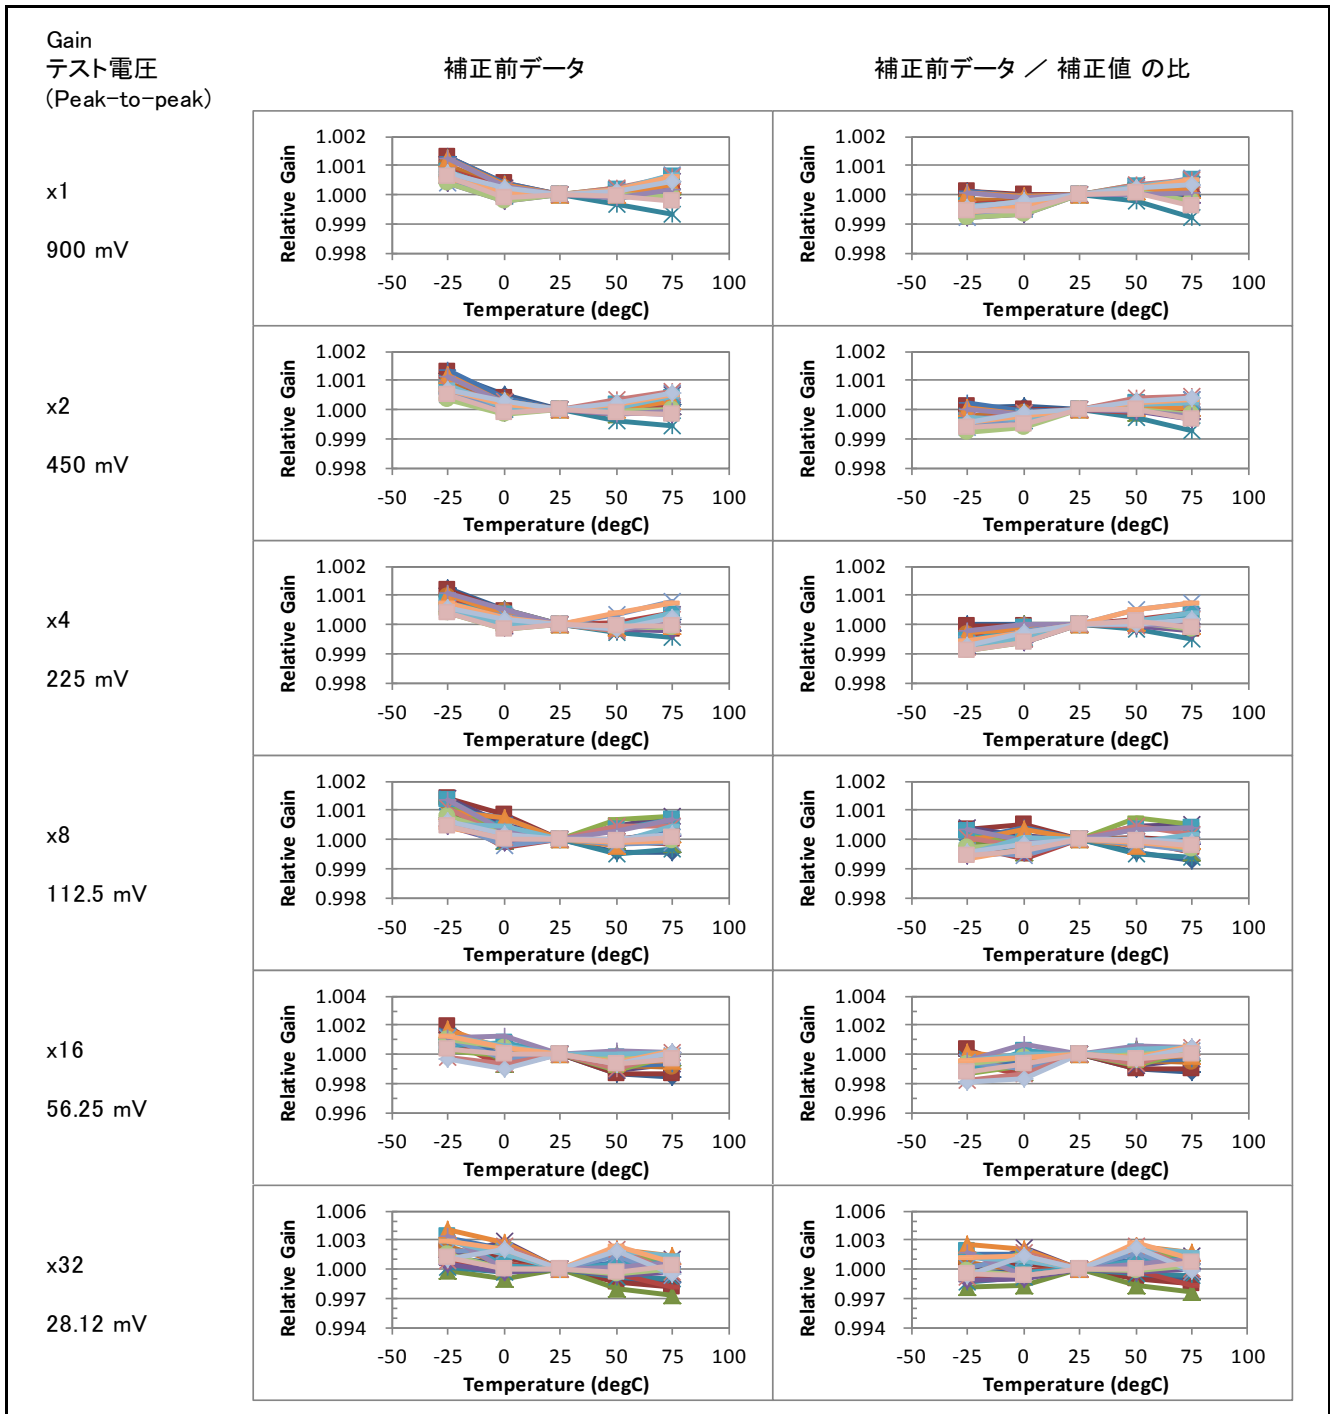 Gain
テスト電圧
(Peak-to-peak)
補正前データ
補正前データ ／ 補正値 の比
x1
900 mV
Relative Gain
1.002
1.001
1.000
0.999
0.998
-50 -25 0 25 50 75 100
Temperature (degC)
Relative Gain
1.002
1.001
1.000
0.999
0.998
-50 -25 0 25 50 75 100
Temperature (degC)
x2
450 mV
Relative Gain
1.002
1.001
1.000
0.999
0.998
-50 -25 0 25 50 75 100
Temperature (degC)
Relative Gain
1.002
1.001
1.000
0.999
0.998
-50 -25 0 25 50 75 100
Temperature (degC)
x4
225 mV
Relative Gain
1.002
1.001
1.000
0.999
0.998
-50 -25 0 25 50 75 100
Temperature (degC)
Relative Gain
1.002
1.001
1.000
0.999
0.998
-50 -25 0 25 50 75 100
Temperature (degC)
x8
112.5 mV
Relative Gain
1.002
1.001
1.000
0.999
0.998
-50 -25 0 25 50 75 100
Temperature (degC)
Relative Gain
1.002
1.001
1.000
0.999
0.998
-50 -25 0 25 50 75 100
Temperature (degC)
x16
56.25 mV
Relative Gain
1.004
1.002
1.000
0.998
0.996
-50 -25 0 25 50 75 100
Temperature (degC)
Relative Gain
1.004
1.002
1.000
0.998
0.996
-50 -25 0 25 50 75 100
Temperature (degC)
x32
28.12 mV
Relative Gain
1.006
1.003
1.000
0.997
0.994
-50 -25 0 25 50 75 100
Temperature (degC)
Relative Gain
1.006
1.003
1.000
0.997
0.994
-50 -25 0 25 50 75 100
Temperature (degC)